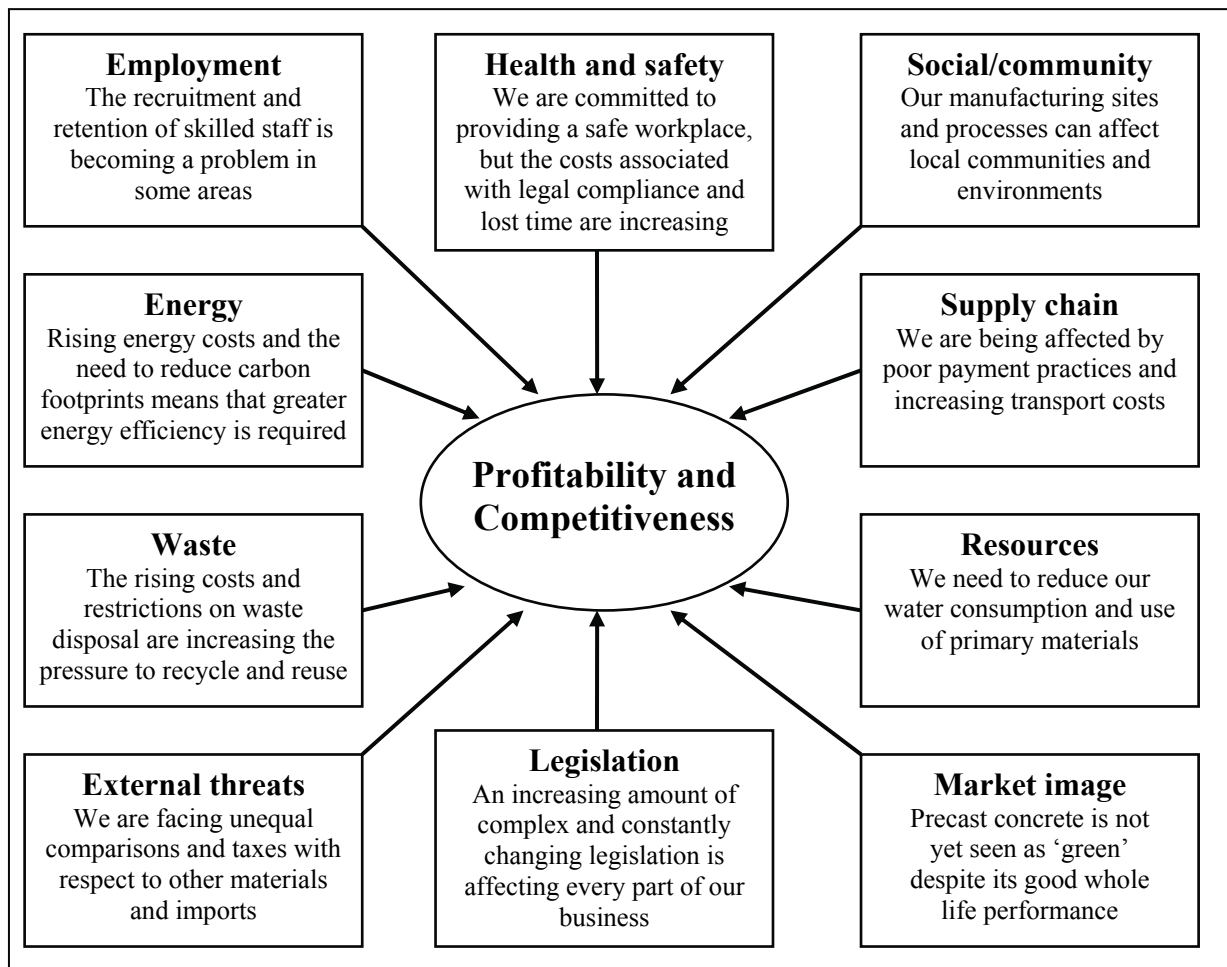 Employment
The recruitment and
retention of skilled staff is
becoming a problem in
some areas
Health and safety
We are committed to
providing a safe workplace,
but the costs associated
with legal compliance and
lost time are increasing
Social/community
Our manufacturing sites
and processes can affect
local communities and
environments
Energy
Rising energy costs and the
need to reduce carbon
footprints means that greater
energy efficiency is required
Supply chain
We are being affected by
poor payment practices and
increasing transport costs
Profitability and
Competitiveness
Waste
The rising costs and
restrictions on waste
disposal are increasing the
pressure to recycle and reuse
Resources
We need to reduce our
water consumption and use
of primary materials
External threats
We are facing unequal
comparisons and taxes with
respect to other materials
and imports
Legislation
An increasing amount of
complex and constantly
changing legislation is
affecting every part of our
business
Market image
Precast concrete is not
yet seen as ‘green’
despite its good whole
life performance